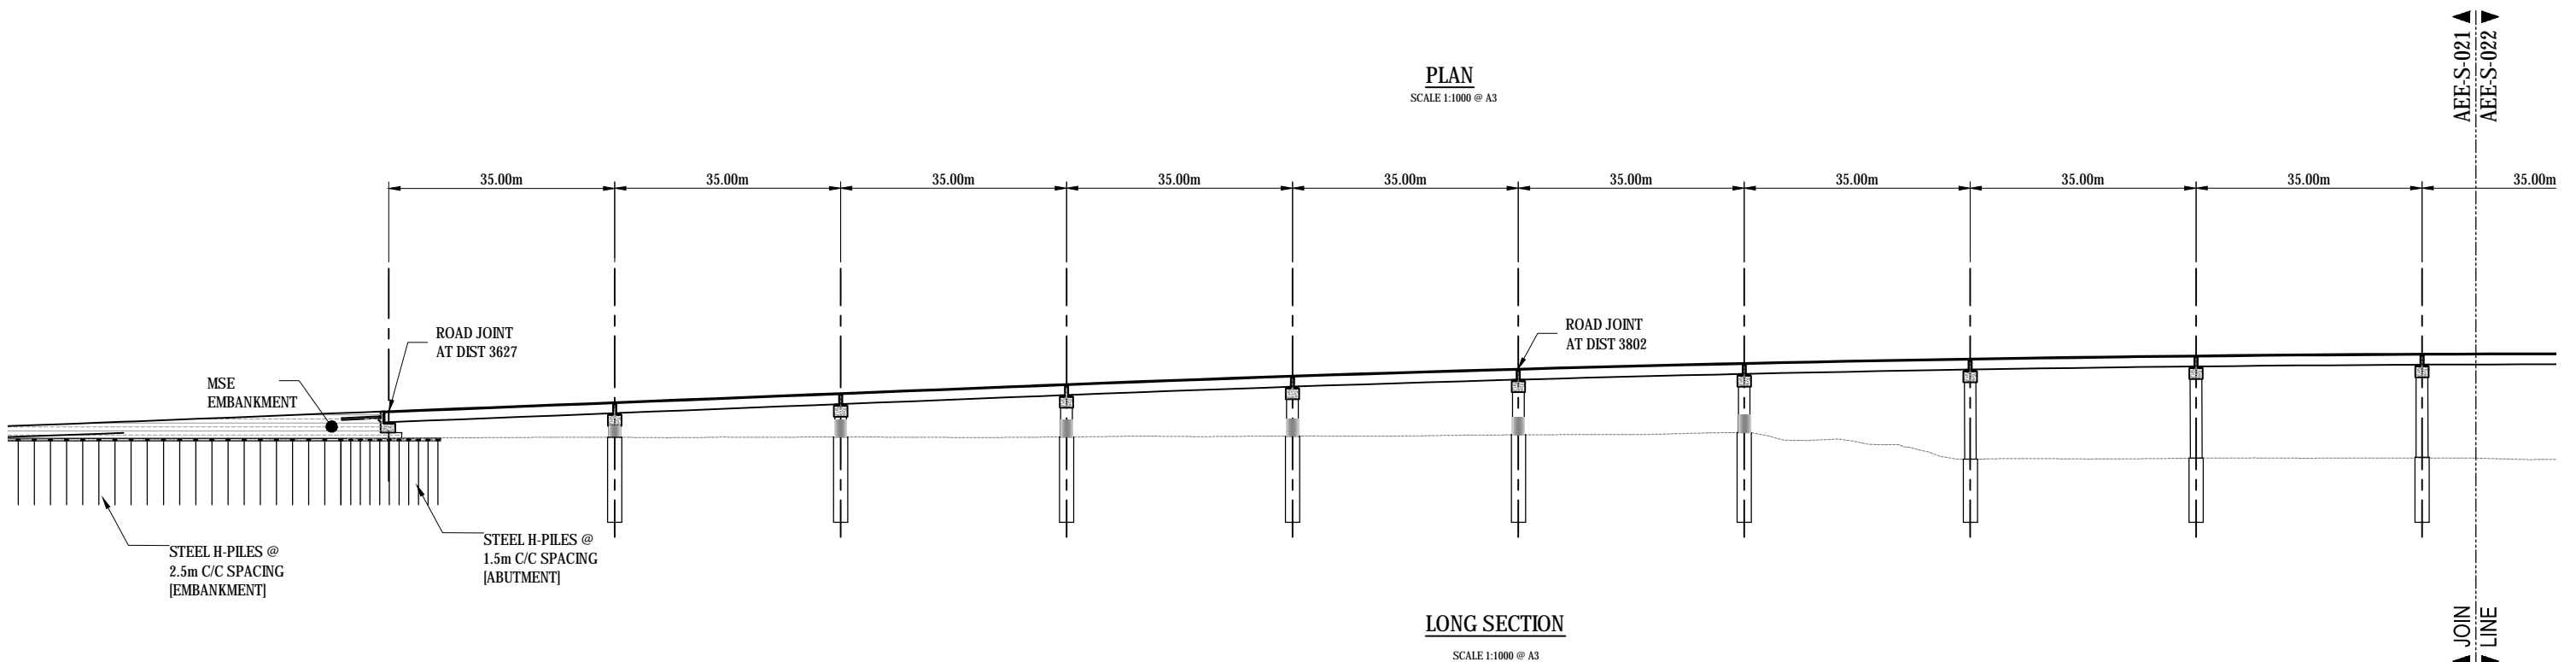 AEE-S-021
AEE-S-022
PLAN
SCALE 1:1000 @ A3
35.00m
35.00m
35.00m
35.00m
35.00m
35.00m
35.00m
35.00m
35.00m
35.00m
ROAD JOINT
AT DIST 3627
ROAD JOINT
AT DIST 3802
MSE
EMBANKMENT
STEEL H-PILES @
2.5m C/C SPACING
[EMBANKMENT]
STEEL H-PILES @
1.5m C/C SPACING
[ABUTMENT]
LONG SECTION
SCALE 1:1000 @ A3
JOIN
LINE